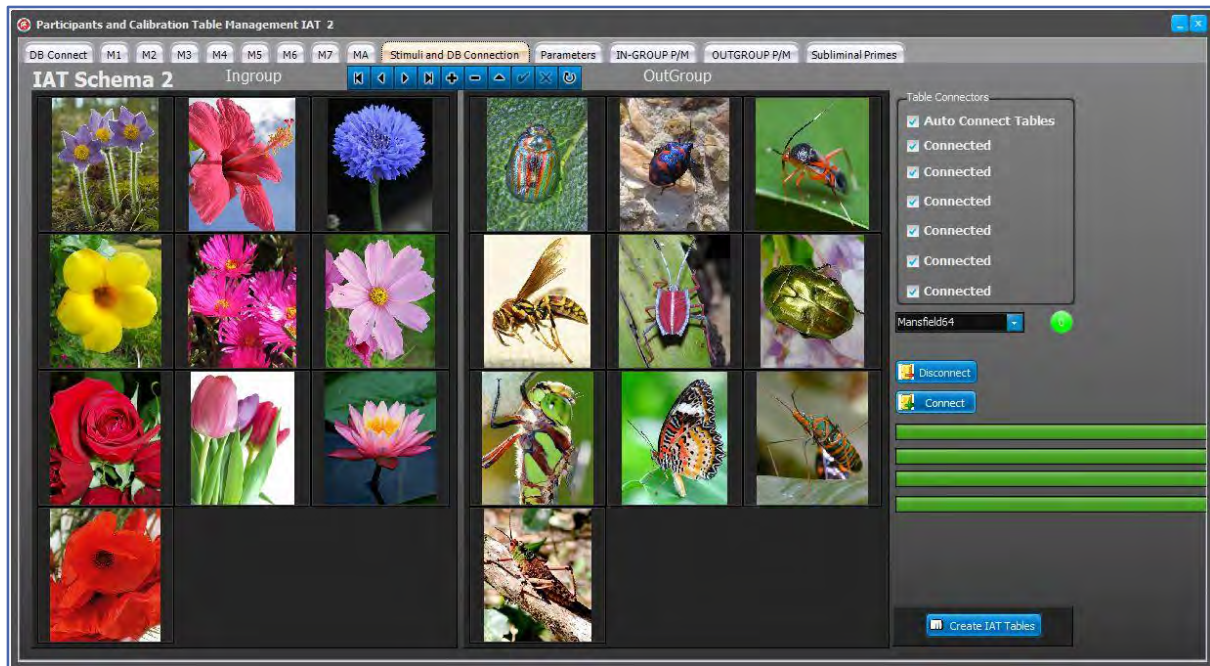 Participants and Calibration Table Management IAT 2
DB Connect M1 M2 M3 M4 M5 M6 M7 MA Stimuli and DB Connection Parameters IN-GROUP P/M OUTGROUP P/M Subliminal Primes
IAT Schema 2 Ingroup OutGroup
Table Connectors
Auto Connect Tables
Connected
Connected
Connected
Connected
Connected
Connected
Mansfield64
Disconnect
Connect
Create IAT Tables